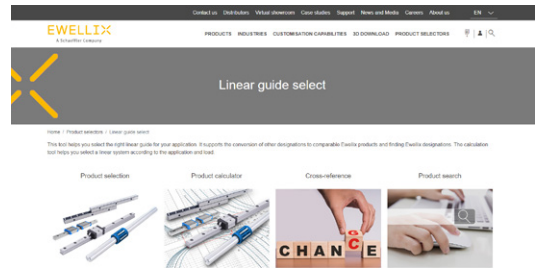 Contact us Distributors Virtual showroom Case studies Support News and Media Careers About us EN
EWELLIX
A Schaeffler Company
PRODUCTS INDUSTRIES CUSTOMISATION CAPABILITIES 3D DOWNLOAD PRODUCT SELECTORS
Linear guide select
Home / Product selection / Linear guide select
This tool helps you select the right linear guide for your application. It supports the conversion of other designations to comparable Ewellix products and finding Ewellix designations. The calculation
tool helps you select a linear system according to the application and load.
Product selection Product calculator Cross-reference Product search
G
CHANCE